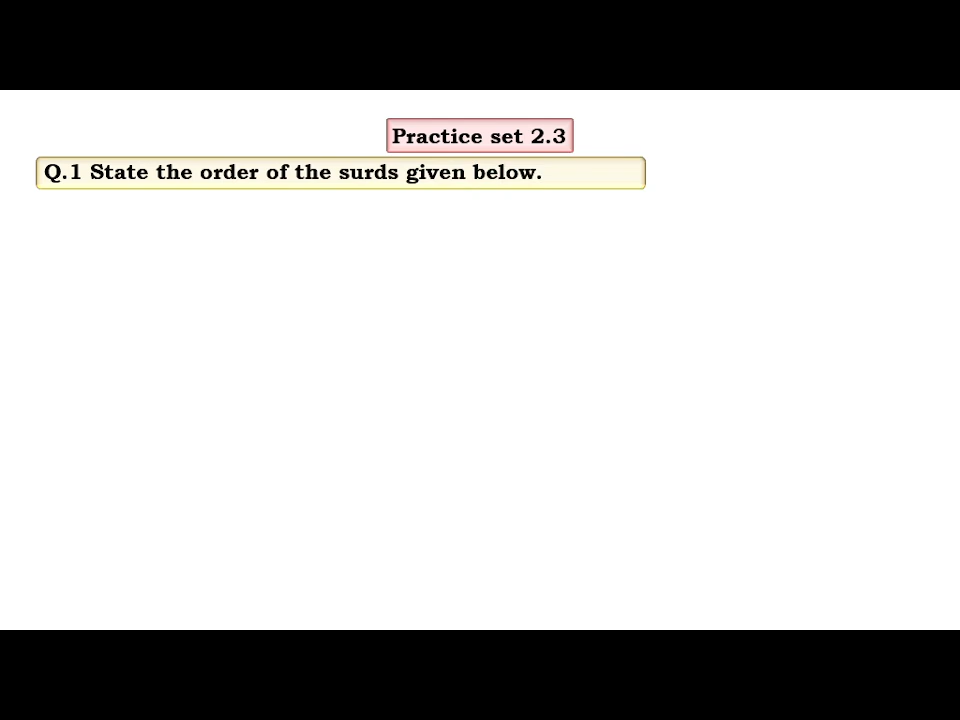 Practice set 2.3
Q.1 State the order of the surds given below.